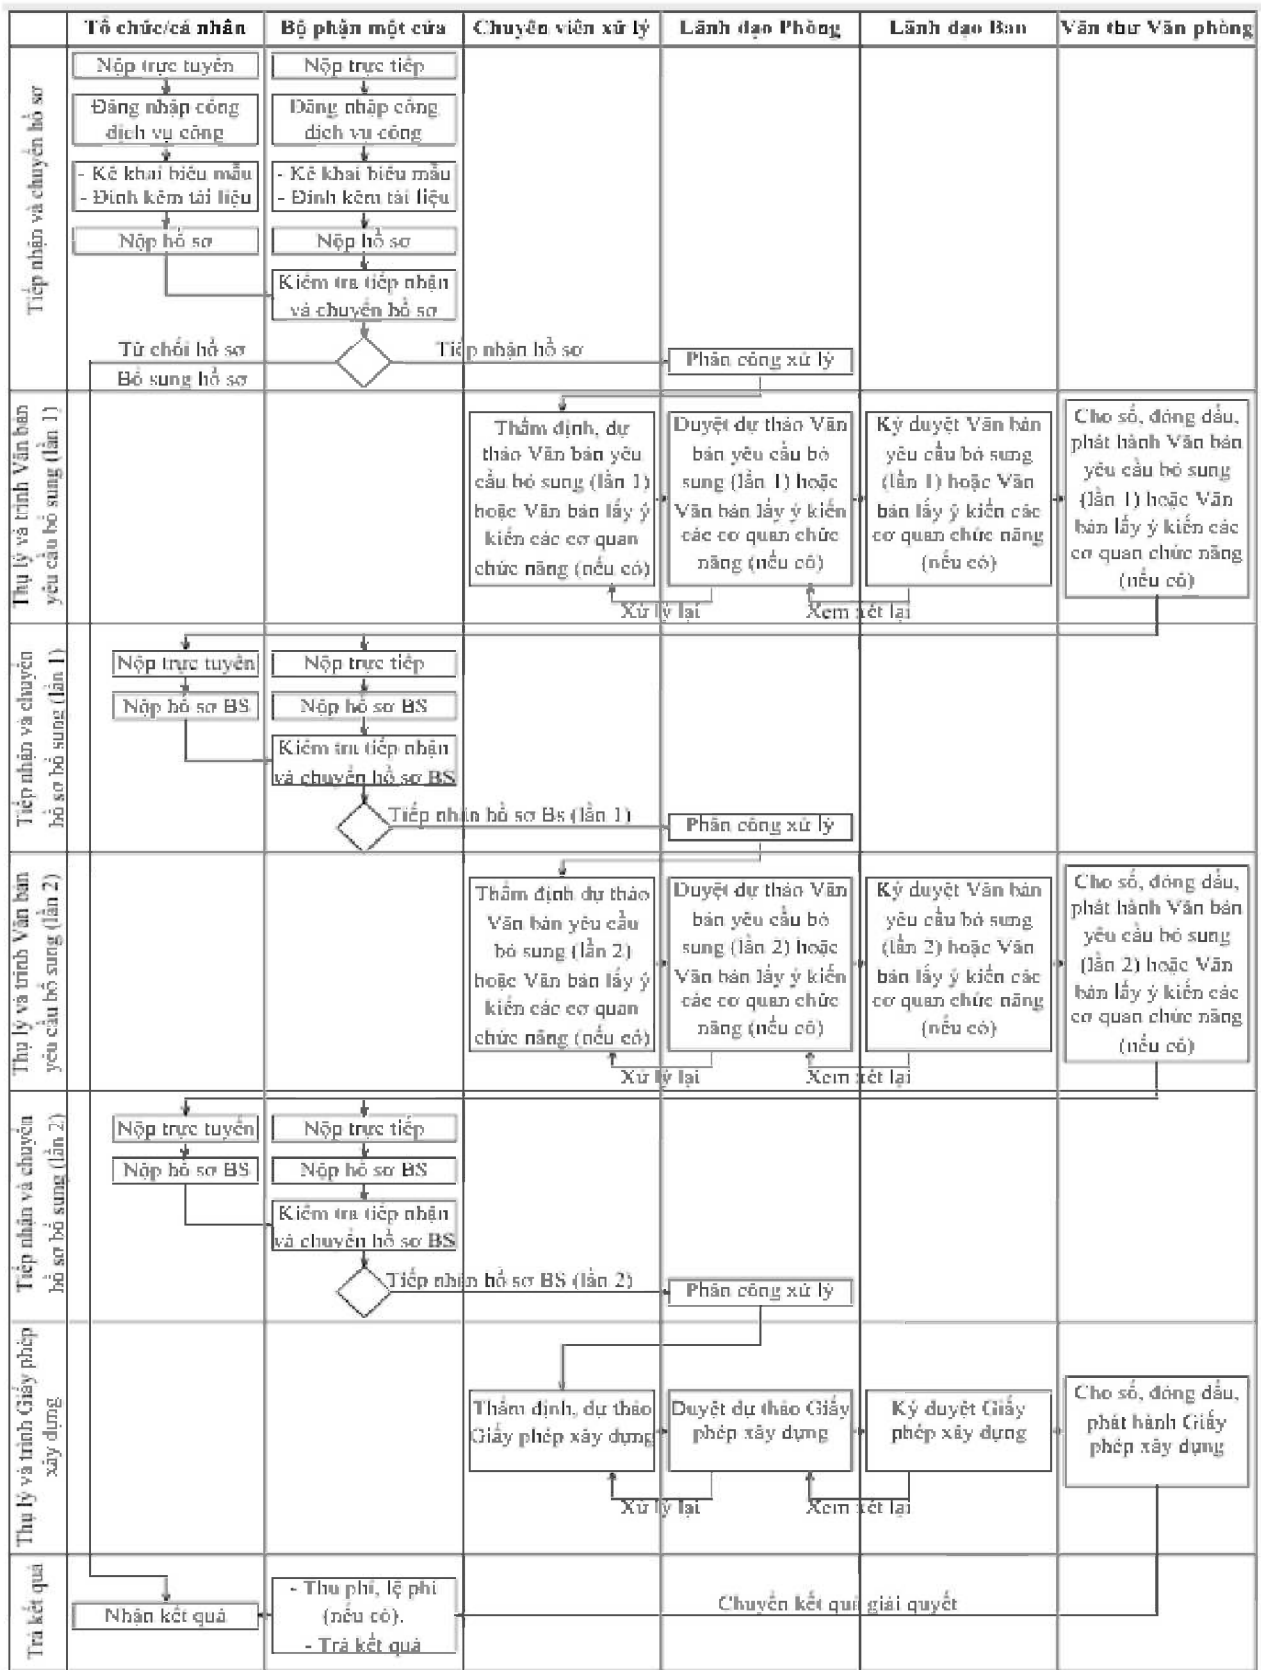 Tổ chức/cá nhân
Bộ phận một cửa
Chuyên viên xử lý
Lãnh đạo Phòng
Lãnh đạo Ban
Văn thư Văn phòng
Tiếp nhận và chuyển hồ sơ
Nộp trực tuyến
Nộp trực tiếp
Đăng nhập cổng
dịch vụ công
Đăng nhập cổng
dịch vụ công
- Kê khai biểu mẫu
- Đính kèm tài liệu
- Kê khai biểu mẫu
- Đính kèm tài liệu
Nộp hồ sơ
Nộp hồ sơ
Kiểm tra tiếp nhận
và chuyển hồ sơ
Từ chối hồ sơ
Bổ sung hồ sơ
Tiếp nhận hồ sơ
Phân công xử lý
Thụ lý và trình Văn bản
yêu cầu bổ sung (lần 1)
Thẩm định, dự
thảo Văn bản yêu
cầu bổ sung (lần 1)
hoặc Văn bản lấy ý
kiến các cơ quan
chức năng (nếu có)
Duyệt dự thảo Văn
bản yêu cầu bổ
sung (lần 1) hoặc
Văn bản lấy ý kiến
các cơ quan chức
năng (nếu có)
Ký duyệt Văn bản
yêu cầu bổ sung
(lần 1) hoặc Văn
bản lấy ý kiến các
cơ quan chức năng
(nếu có)
Cho số, đóng dấu,
phát hành Văn bản
yêu cầu bổ sung
(lần 1) hoặc Văn
bản lấy ý kiến các
cơ quan chức năng
(nếu có)
Xử lý lại
Xem xét lại
Tiếp nhận và chuyển
hồ sơ bổ sung (lần 1)
Nộp trực tuyến
Nộp trực tiếp
Nộp hồ sơ BS
Nộp hồ sơ BS
Kiểm tra tiếp nhận
và chuyển hồ sơ BS
Tiếp nhận hồ sơ Bs (lần 1)
Phân công xử lý
Thụ lý và trình Văn bản
yêu cầu bổ sung (lần 2)
Thẩm định dự thảo
Văn bản yêu cầu
bổ sung (lần 2)
hoặc Văn bản lấy ý
kiến các cơ quan
chức năng (nếu có)
Duyệt dự thảo Văn
bản yêu cầu bổ
sung (lần 2) hoặc
Văn bản lấy ý kiến
các cơ quan chức
năng (nếu có)
Ký duyệt Văn bản
yêu cầu bổ sung
(lần 2) hoặc Văn
bản lấy ý kiến các
cơ quan chức năng
(nếu có)
Cho số, đóng dấu,
phát hành Văn bản
yêu cầu bổ sung
(lần 2) hoặc Văn
bản lấy ý kiến các
cơ quan chức năng
(nếu có)
Xử lý lại
Xem xét lại
Tiếp nhận và chuyển
hồ sơ bổ sung (lần 2)
Nộp trực tuyến
Nộp trực tiếp
Nộp hồ sơ BS
Nộp hồ sơ BS
Kiểm tra tiếp nhận
và chuyển hồ sơ BS
Tiếp nhận hồ sơ BS (lần 2)
Phân công xử lý
Thụ lý và trình Giấy phép
xây dựng
Thẩm định, dự thảo
Giấy phép xây dựng
Duyệt dự thảo Giấy
phép xây dựng
Ký duyệt Giấy
phép xây dựng
Cho số, đóng dấu,
phát hành Giấy
phép xây dựng
Xử lý lại
Xem xét lại
Trả kết quả
Nhận kết quả
- Thu phí, lệ phí
(nếu có).
- Trả kết quả
Chuyển kết quả giải quyết